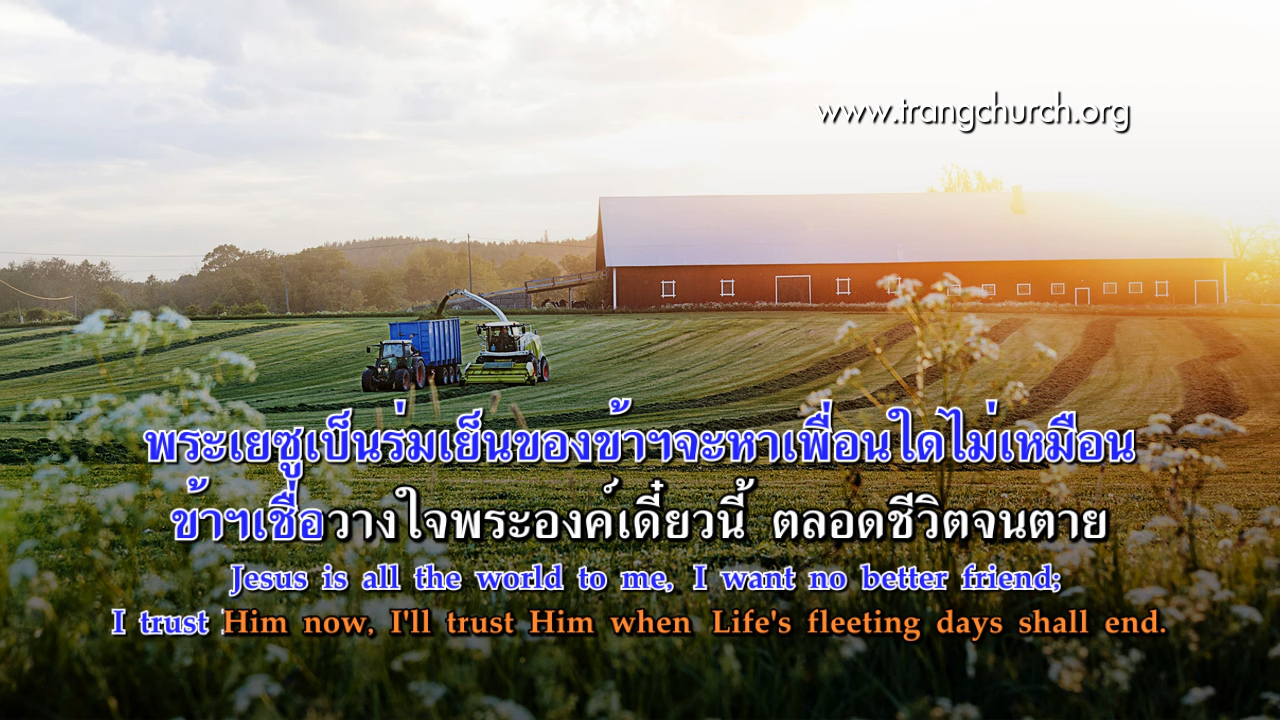 www.trangchurch.org
พระเยซูเป็นร่มเย็นของข้าฯจะหาเพื่อนใดไม่เหมือน
ข้าฯเชื่อวางใจพระองค์เดี๋ยวนี้ ตลอดชีวิตจนตาย
Jesus is all the world to me, I want no better friend;
I trust Him now, I'll trust Him when Life's fleeting days shall end.